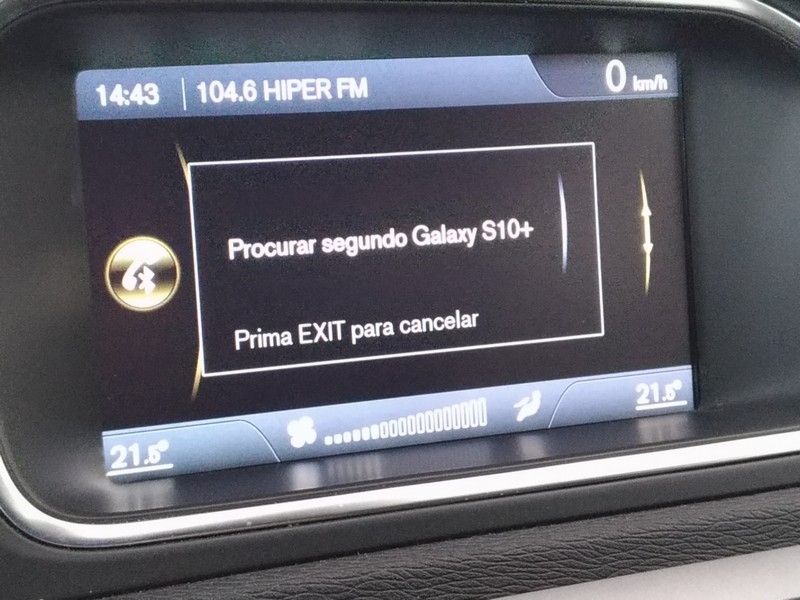 14:43 104.6 HIPER FM 0 km/h
Procurar segundo Galaxy S10+
Prima EXIT para cancelar
21.5° 21.5°